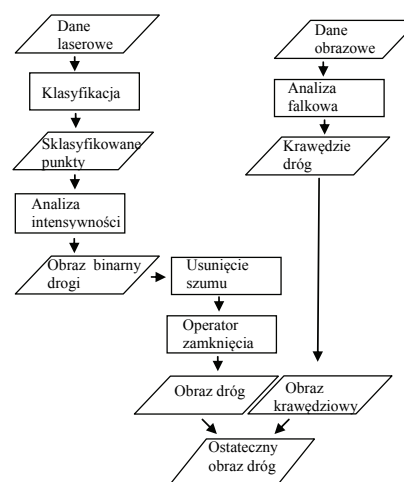 Dane
laserowe
Klasyfikacja
Sklasyfikowane
punkty
Analiza
intensywności
Obraz binarny
drogi
Usunięcie
szumu
Operator
zamknięcia
Obraz dróg
Dane
obrazowe
Analiza
falkowa
Krawędzie
dróg
Obraz
krawędziowy
Ostateczny
obraz dróg